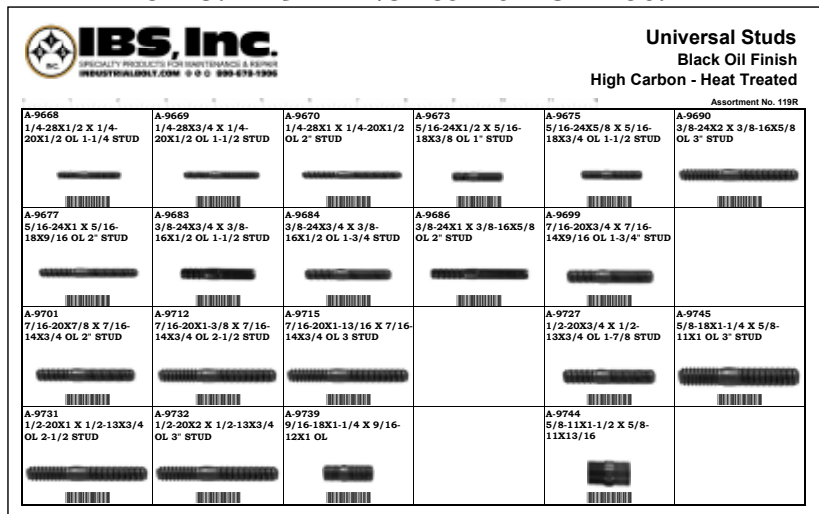 IBS, Inc.
SPECIALTY PRODUCTS FOR MAINTENANCE & REPAIR
INDUSTRIALBOLT.COM 800-678-1906
Universal Studs
Black Oil Finish
High Carbon - Heat Treated
Assortment No. 119R
A-9668
1/4-28X1/2 X 1/4-
20X1/2 OL 1-1/4 STUD
A-9669
1/4-28X3/4 X 1/4-
20X1/2 OL 1-1/2 STUD
A-9670
1/4-28X1 X 1/4-20X1/2
OL 2" STUD
A-9673
5/16-24X1/2 X 5/16-
18X3/8 OL 1" STUD
A-9675
5/16-24X5/8 X 5/16-
18X3/4 OL 1-1/2 STUD
A-9690
3/8-24X2 X 3/8-16X5/8
OL 3" STUD
A-9677
5/16-24X1 X 5/16-
18X9/16 OL 2" STUD
A-9683
3/8-24X3/4 X 3/8-
16X1/2 OL 1-1/2 STUD
A-9684
3/8-24X3/4 X 3/8-
16X1/2 OL 1-3/4 STUD
A-9686
3/8-24X1 X 3/8-16X5/8
OL 2" STUD
A-9699
7/16-20X3/4 X 7/16-
14X9/16 OL 1-3/4" STUD
A-9701
7/16-20X7/8 X 7/16-
14X3/4 OL 2" STUD
A-9712
7/16-20X1-3/8 X 7/16-
14X3/4 OL 2-1/2 STUD
A-9715
7/16-20X1-13/16 X 7/16-
14X3/4 OL 3 STUD
A-9727
1/2-20X3/4 X 1/2-
13X3/4 OL 1-7/8 STUD
A-9745
5/8-18X1-1/4 X 5/8-
11X1 OL 3" STUD
A-9731
1/2-20X1 X 1/2-13X3/4
OL 2-1/2 STUD
A-9732
1/2-20X2 X 1/2-13X3/4
OL 3" STUD
A-9739
9/16-18X1-1/4 X 9/16-
12X1 OL
A-9744
5/8-11X1-1/2 X 5/8-
11X13/16